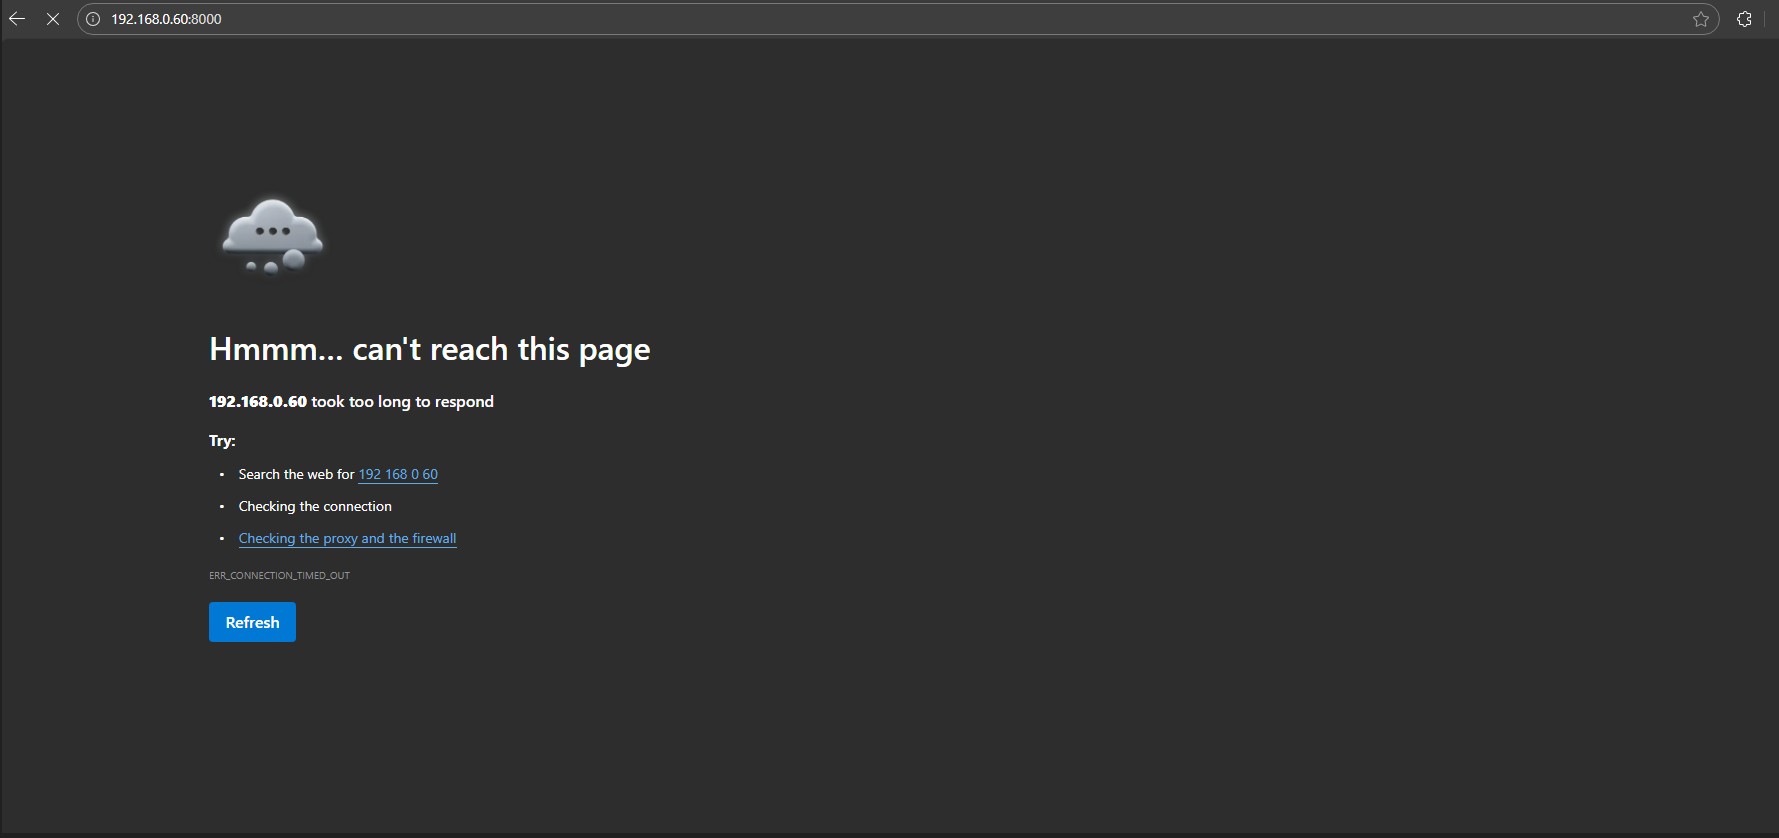 192.168.0.60:8000
Hmmm... can't reach this page
192.168.0.60 took too long to respond
Try:
• Search the web for 192 168 0 60
• Checking the connection
• Checking the proxy and the firewall
ERR_CONNECTION_TIMED_OUT
Refresh